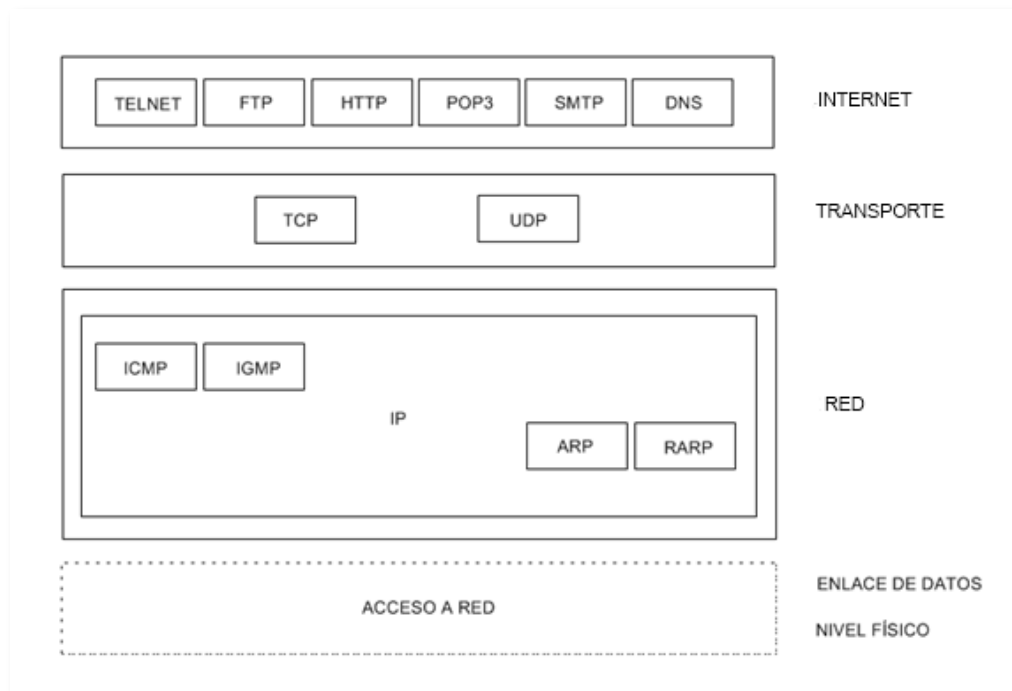 TELNET FTP HTTP POP3 SMTP DNS INTERNET
TCP UDP TRANSPORTE
ICMP IGMP
IP
RED
ARP RARP
ACCESO A RED
ENLACE DE DATOS
NIVEL FÍSICO